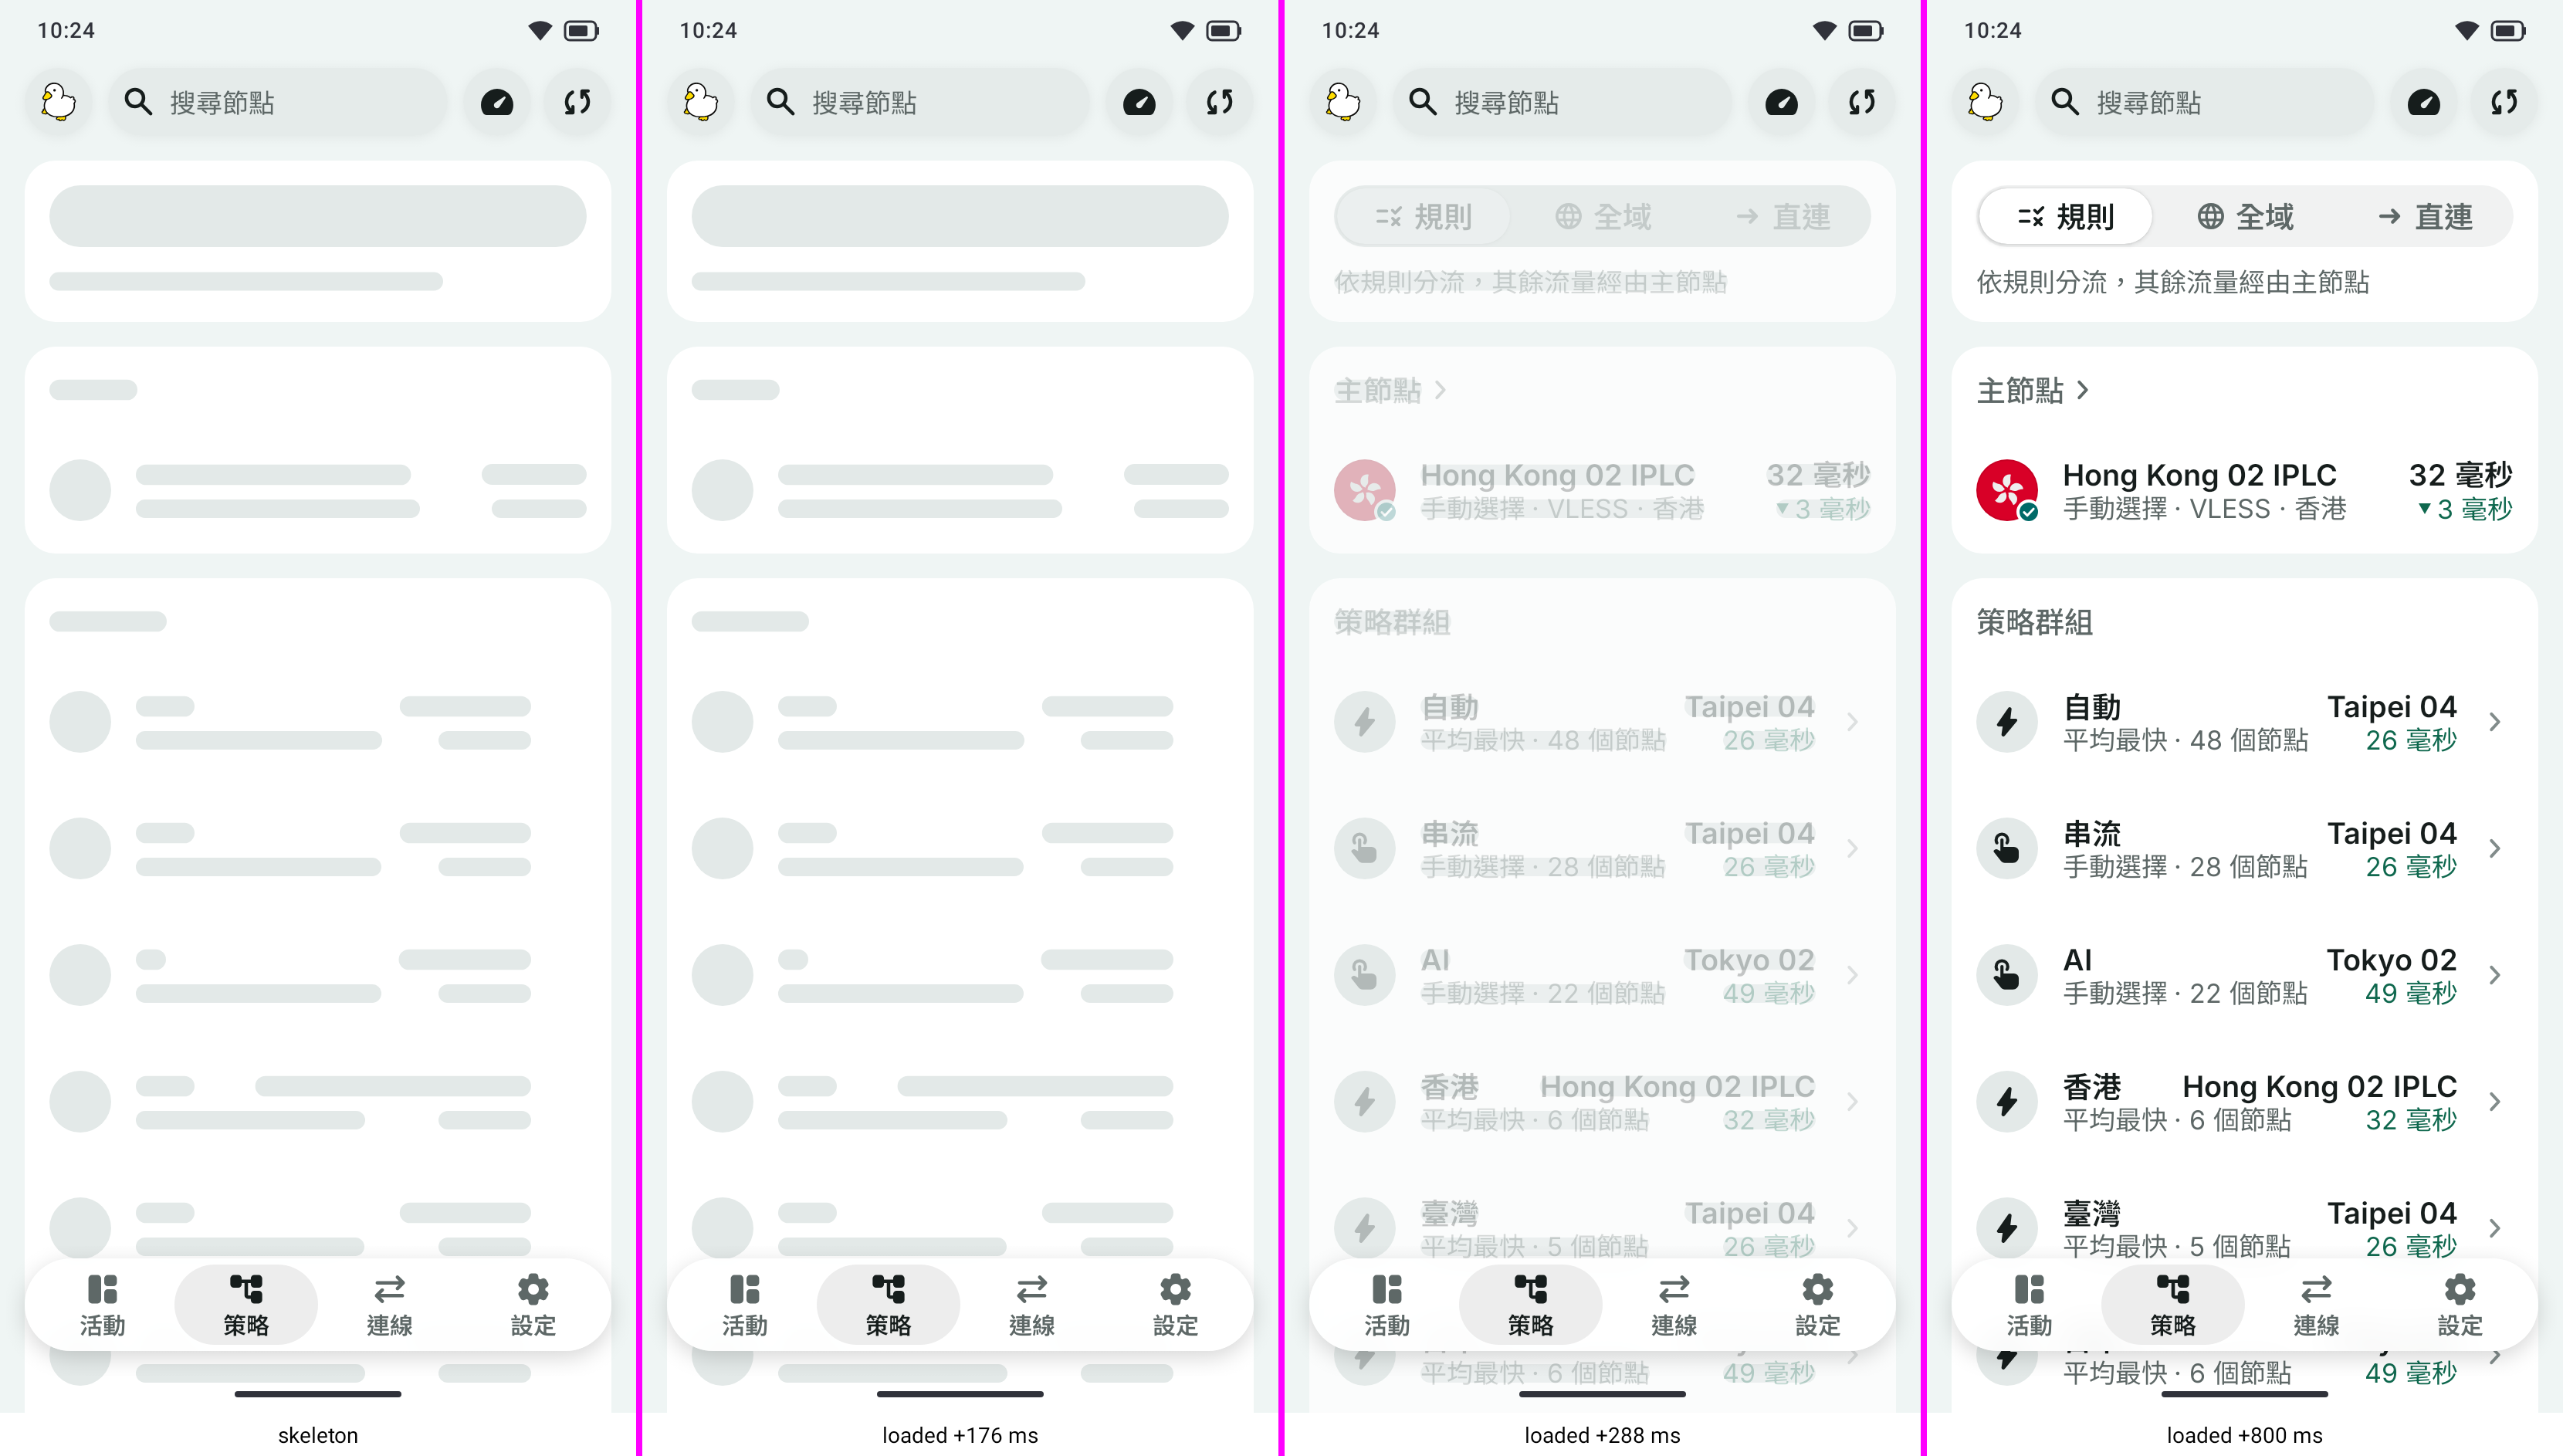 10:24
搜尋節點
活動
策略
連線
設定
skeleton
10:24
搜尋節點
活動
策略
連線
設定
loaded +176 ms
10:24
搜尋節點
規則
全域
直連
依規則分流，其餘流量經由主節點
主節點
Hong Kong 02 IPLC
32 毫秒
手動選擇 · VLESS · 香港
▼3 毫秒
策略群組
自動
Taipei 04
平均最快 · 48 個節點
26 毫秒
串流
Taipei 04
手動選擇 · 28 個節點
26 毫秒
AI
Tokyo 02
手動選擇 · 22 個節點
49 毫秒
香港
Hong Kong 02 IPLC
平均最快 · 6 個節點
32 毫秒
臺灣
Taipei 04
平均最快 · 5 個節點
26 毫秒
活動
策略
連線
設定
平均最快 · 6 個節點
49 毫秒
loaded +288 ms
10:24
搜尋節點
規則
全域
直連
依規則分流，其餘流量經由主節點
主節點
Hong Kong 02 IPLC
32 毫秒
手動選擇 · VLESS · 香港
▼3 毫秒
策略群組
自動
Taipei 04
平均最快 · 48 個節點
26 毫秒
串流
Taipei 04
手動選擇 · 28 個節點
26 毫秒
AI
Tokyo 02
手動選擇 · 22 個節點
49 毫秒
香港
Hong Kong 02 IPLC
平均最快 · 6 個節點
32 毫秒
臺灣
Taipei 04
平均最快 · 5 個節點
26 毫秒
活動
策略
連線
設定
平均最快 · 6 個節點
49 毫秒
loaded +800 ms